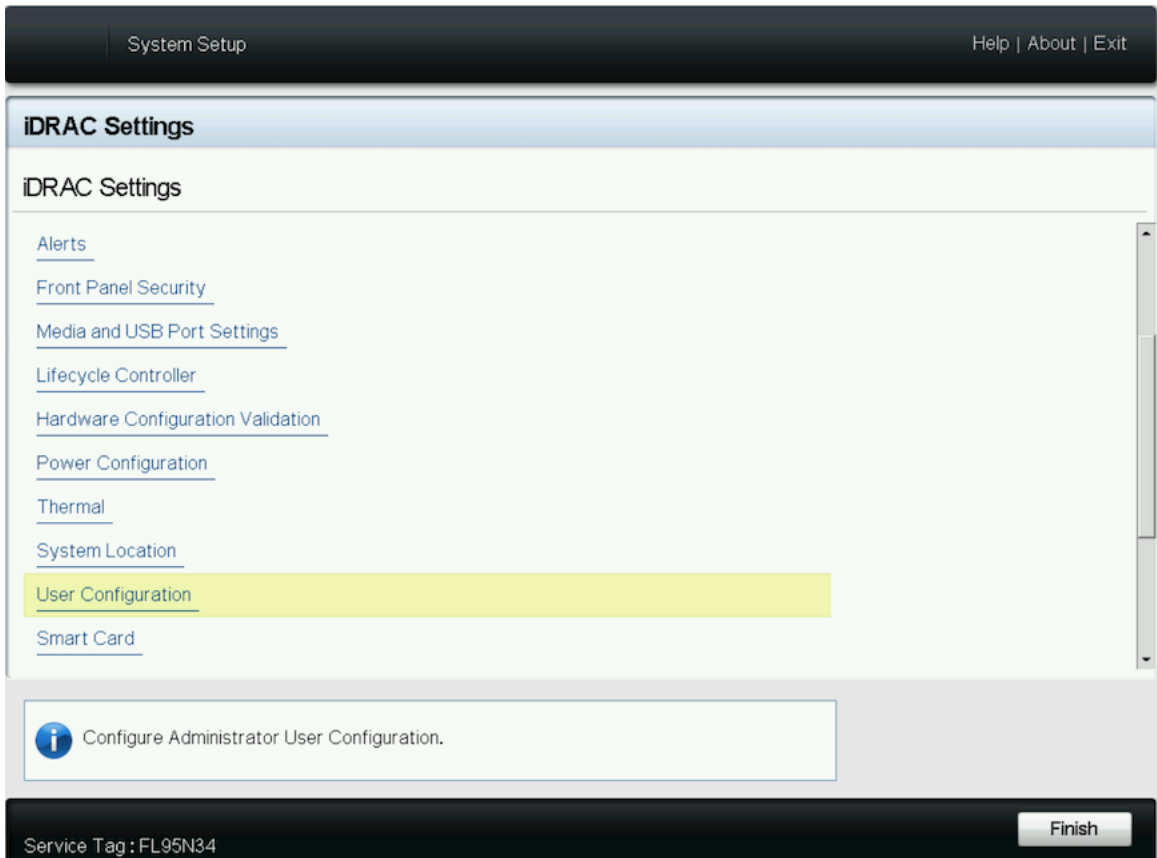 System Setup
Help | About | Exit
iDRAC Settings
iDRAC Settings
Alerts
Front Panel Security
Media and USB Port Settings
Lifecycle Controller
Hardware Configuration Validation
Power Configuration
Thermal
System Location
User Configuration
Smart Card
Configure Administrator User Configuration.
Service Tag : FL95N34
Finish